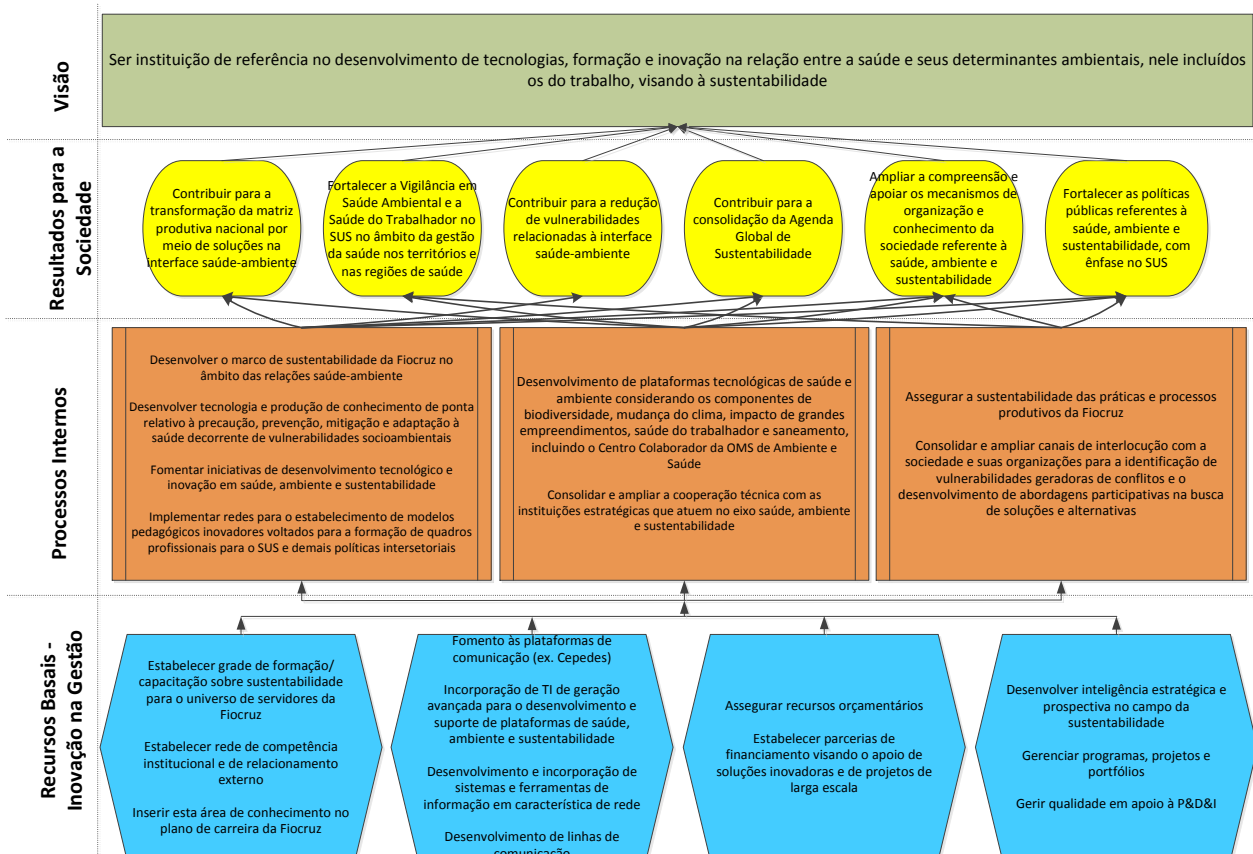 Visão
Ser instituição de referência no desenvolvimento de tecnologias, formação e inovação na relação entre a saúde e seus determinantes ambientais, nele incluídos
os do trabalho, visando à sustentabilidade
Resultados para a
Sociedade
Contribuir para a
transformação da matriz
produtiva nacional por
meio de soluções na
interface saúde-ambiente
Fortalecer a Vigilância em
Saúde Ambiental e a
Saúde do Trabalhador no
SUS no âmbito da gestão
da saúde nos territórios e
nas regiões de saúde
Contribuir para a redução
de vulnerabilidades
relacionadas à interface
saúde-ambiente
Contribuir para a
consolidação da Agenda
Global de
Sustentabilidade
Ampliar a compreensão e
apoiar os mecanismos de
organização e
conhecimento da
sociedade referente à
saúde, ambiente e
sustentabilidade
Fortalecer as políticas
públicas referentes à
saúde, ambiente e
sustentabilidade, com
ênfase no SUS
Processos Internos
Desenvolver o marco de sustentabilidade da Fiocruz no
âmbito das relações saúde-ambiente
Desenvolver tecnologia e produção de conhecimento de ponta
relativo à precaução, prevenção, mitigação e adaptação à
saúde decorrente de vulnerabilidades socioambientais
Fomentar iniciativas de desenvolvimento tecnológico e
inovação em saúde, ambiente e sustentabilidade
Implementar redes para o estabelecimento de modelos
pedagógicos inovadores voltados para a formação de quadros
profissionais para o SUS e demais políticas intersetoriais
Desenvolvimento de plataformas tecnológicas de saúde e
ambiente considerando os componentes de
biodiversidade, mudança do clima, impacto de grandes
empreendimentos, saúde do trabalhador e saneamento,
incluindo o Centro Colaborador da OMS de Ambiente e
Saúde
Consolidar e ampliar a cooperação técnica com as
instituições estratégicas que atuem no eixo saúde, ambiente
e sustentabilidade
Assegurar a sustentabilidade das práticas e processos
produtivos da Fiocruz
Consolidar e ampliar canais de interlocução com a
sociedade e suas organizações para a identificação de
vulnerabilidades geradoras de conflitos e o
desenvolvimento de abordagens participativas na busca
de soluções e alternativas
Recursos Basais -
Inovação na Gestão
Estabelecer grade de formação/
capacitação sobre sustentabilidade
para o universo de servidores da
Fiocruz
Estabelecer rede de competência
institucional e de relacionamento
externo
Inserir esta área de conhecimento no
plano de carreira da Fiocruz
Fomento às plataformas de
comunicação (ex. Cepedes)
Incorporação de TI de geração
avançada para o desenvolvimento e
suporte de plataformas de saúde,
ambiente e sustentabilidade
Desenvolvimento e incorporação de
sistemas e ferramentas de
informação em característica de rede
Desenvolvimento de linhas de
comunicação
Assegurar recursos orçamentários
Estabelecer parcerias de
financiamento visando o apoio de
soluções inovadoras e de projetos de
larga escala
Desenvolver inteligência estratégica e
prospectiva no campo da
sustentabilidade
Gerenciar programas, projetos e
portfólios
Gerir qualidade em apoio à P&D&I